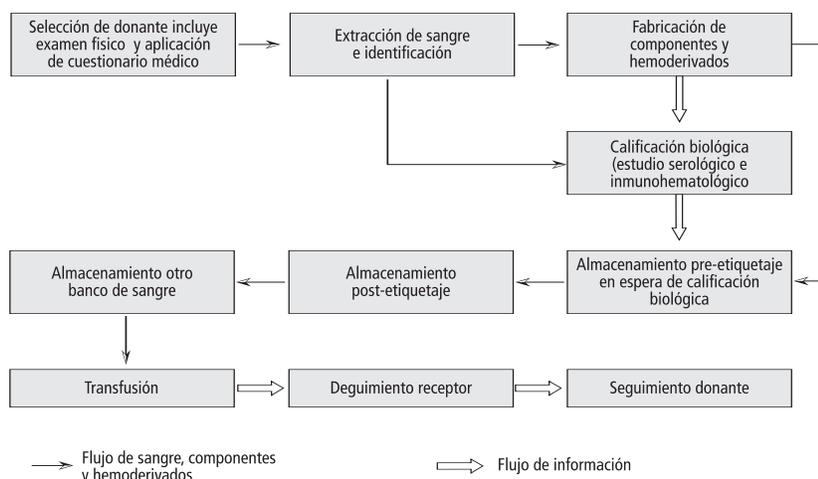 Selección de donante incluye
examen fisico y aplicación
de cuestionario médico
Extracción de sangre
e identificación
Fabricación de
componentes y
hemoderivados
Calificación biológica
(estudio serológico e
inmunohematológico
Almacenamiento otro
banco de sangre
Almacenamiento
post-etiquetaje
Almacenamiento pre-etiquetaje
en espera de calificación
biológica
Transfusión
Deguimiento receptor
Seguimiento donante
Flujo de sangre, componentes
y hemoderivados
Flujo de información